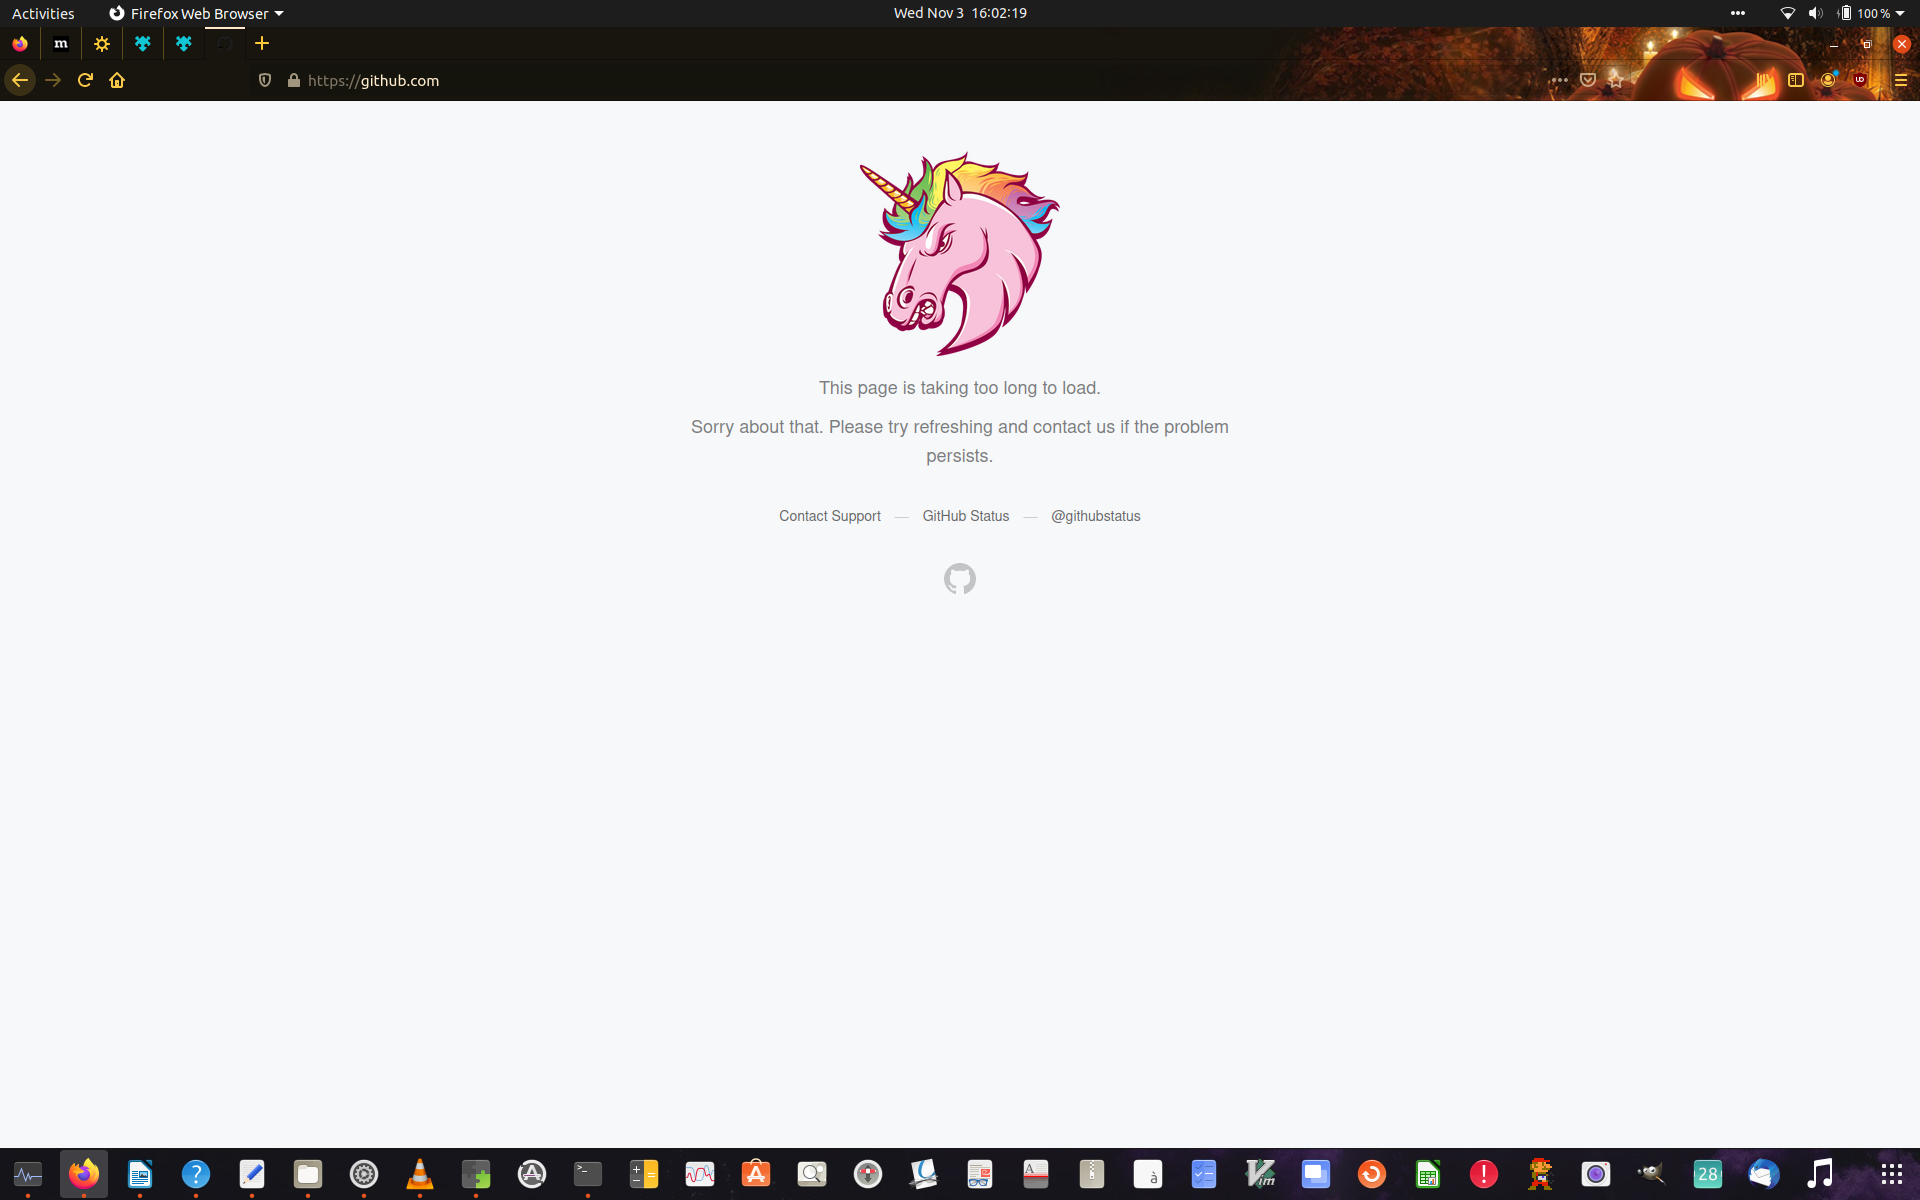 Activities
Firefox Web Browser
Wed Nov 3 16:02:19
100 %
m
https://github.com
UD
This page is taking too long to load.
Sorry about that. Please try refreshing and contact us if the problem
persists.
Contact Support — GitHub Status — @githubstatus
?
>_
A
à
Vim
!
28